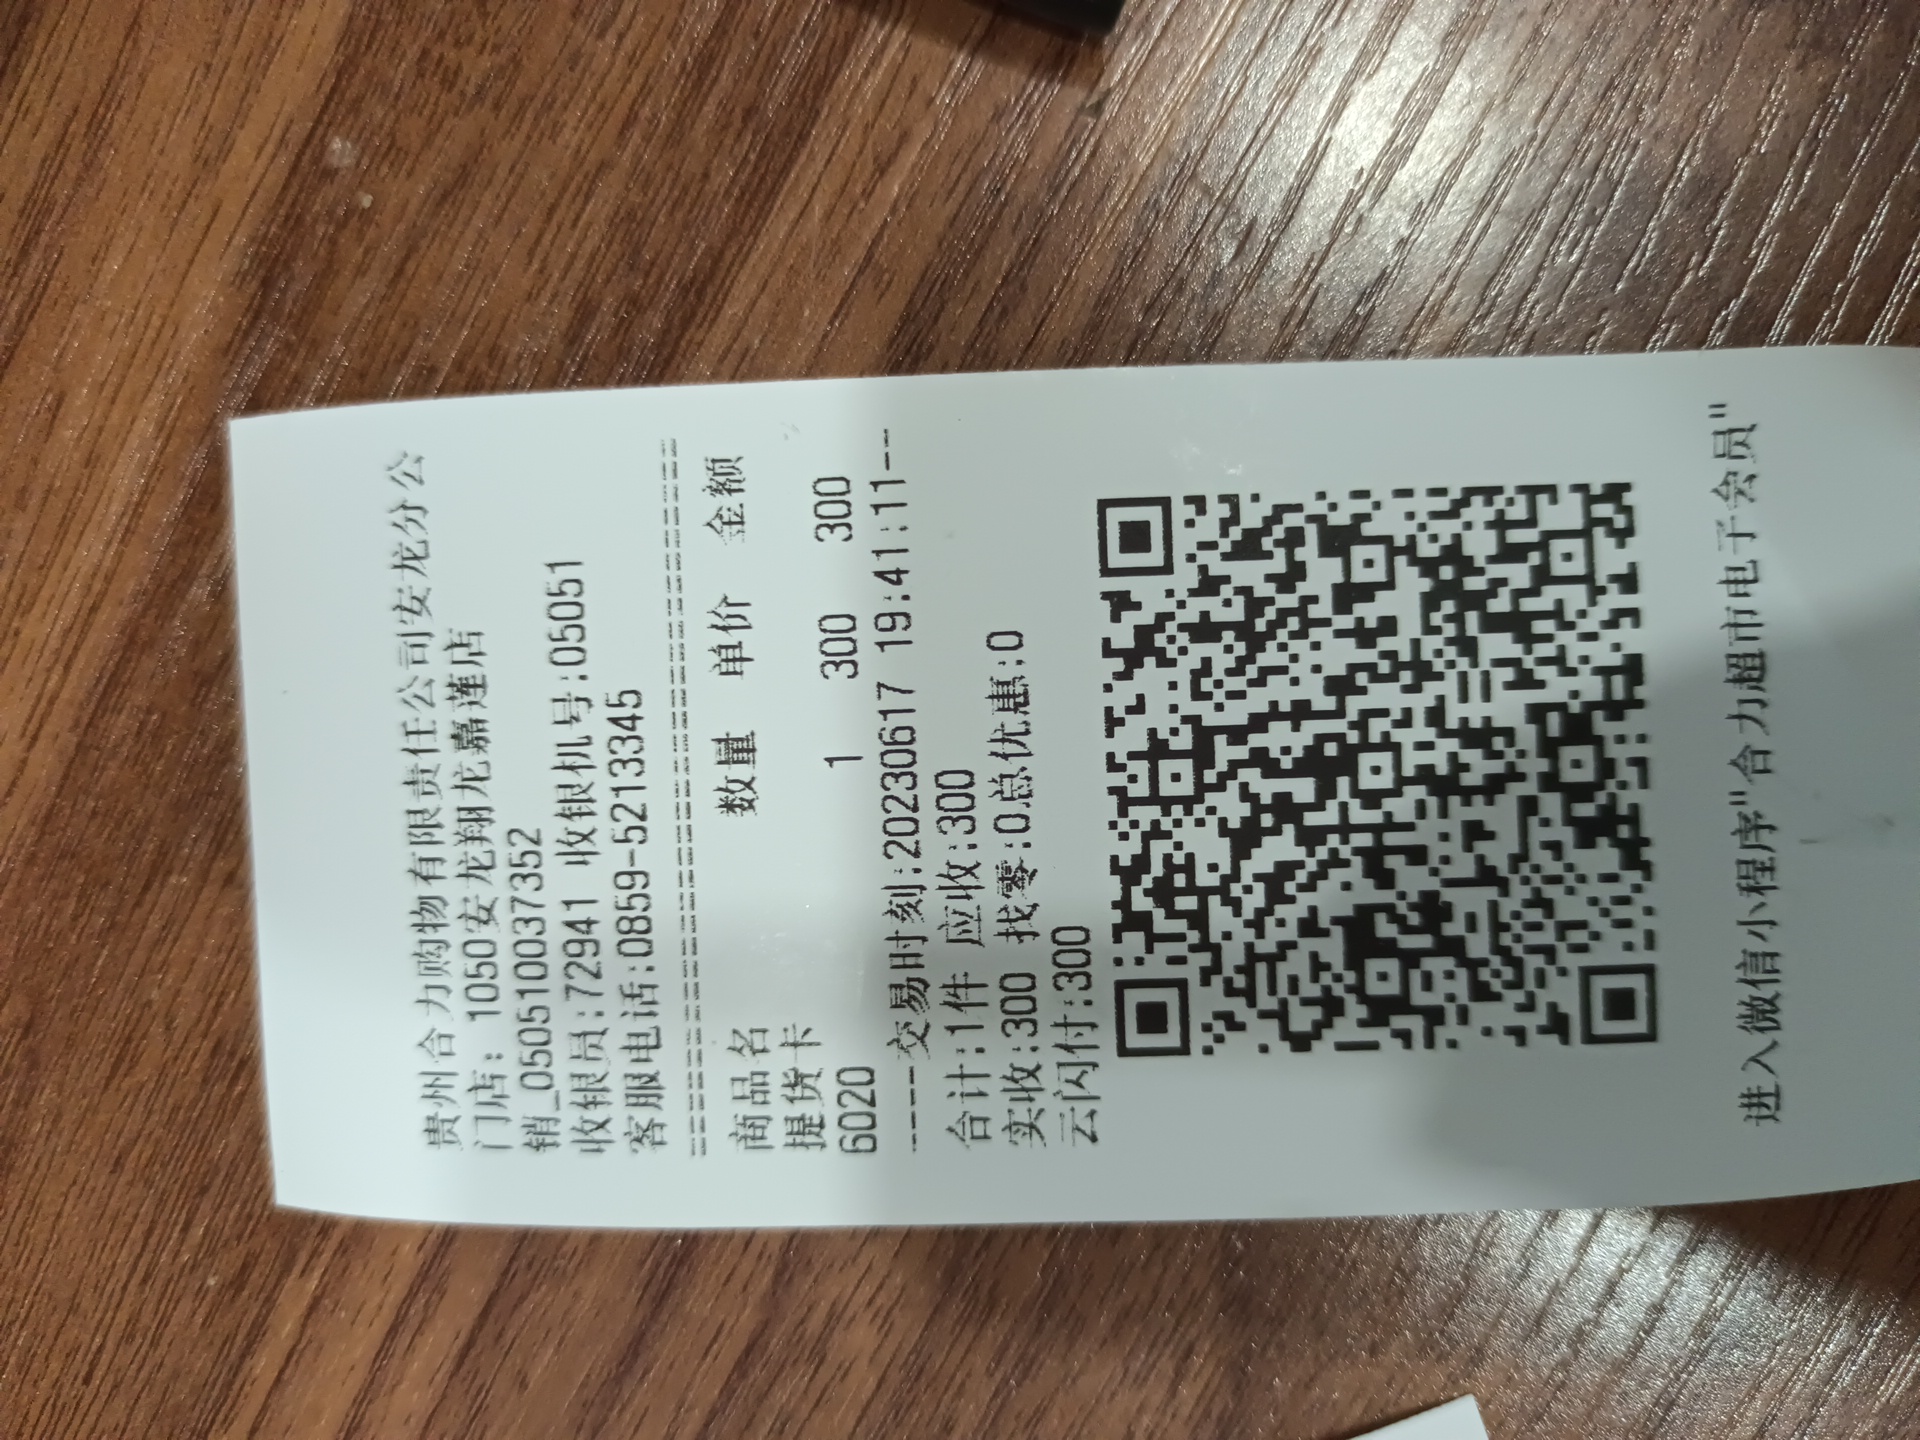 贵州合力购物有限责任公司安龙分公
门店：1050安龙翔龙嘉莲店
销_050510037352
收银员:72941 收银机号:05051
客服电话:0859-5213345
商品名 数量 单价 金额
提货卡
6020 1 300 300
----交易时刻:20230617 19:41:11--
合计:1件 应收:300
实收:300 找零:0总优惠:0
云闪付:300
进入微信小程序"合力超市电子会员"